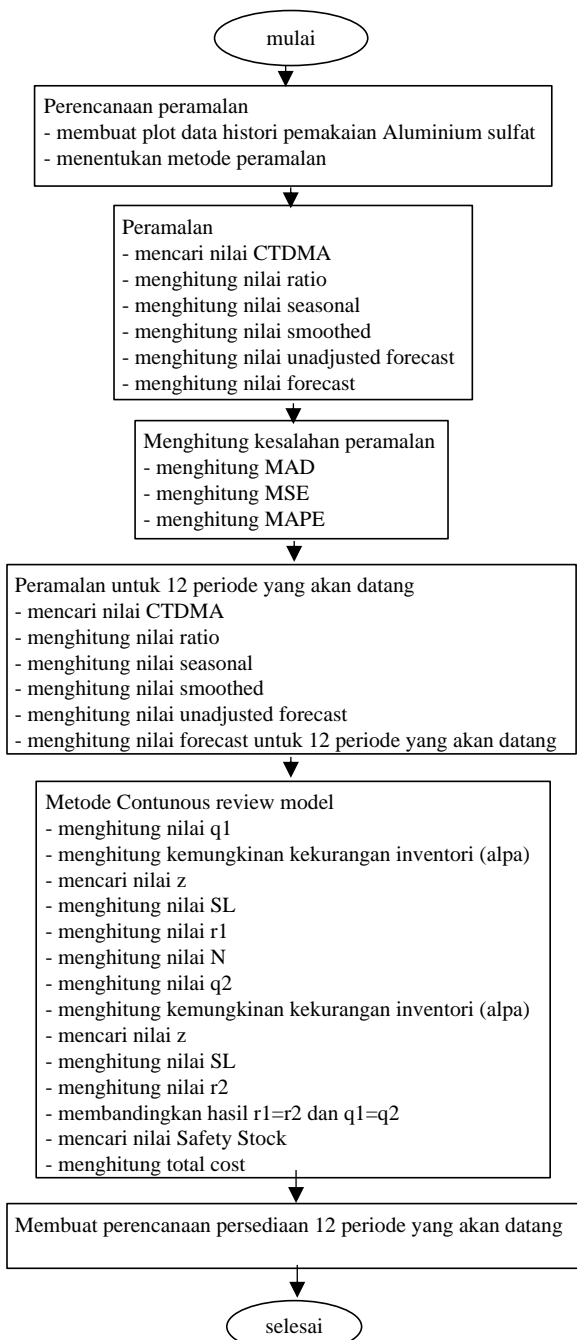 mulai
Perencanaan peramalan
- membuat plot data histori pemakaian Aluminium sulfat
- menentukan metode peramalan
Peramalan
- mencari nilai CTDMA
- menghitung nilai ratio
- menghitung nilai seasonal
- menghitung nilai smoothed
- menghitung nilai unadjusted forecast
- menghitung nilai forecast
Menghitung kesalahan peramalan
- menghitung MAD
- menghitung MSE
- menghitung MAPE
Peramalan untuk 12 periode yang akan datang
- mencari nilai CTDMA
- menghitung nilai ratio
- menghitung nilai seasonal
- menghitung nilai smoothed
- menghitung nilai unadjusted forecast
- menghitung nilai forecast untuk 12 periode yang akan datang
Metode Contunous review model
- menghitung nilai q1
- menghitung kemungkinan kekurangan inventori (alpa)
- mencari nilai z
- menghitung nilai SL
- menghitung nilai r1
- menghitung nilai N
- menghitung nilai q2
- menghitung kemungkinan kekurangan inventori (alpa)
- mencari nilai z
- menghitung nilai SL
- menghitung nilai r2
- membandingkan hasil r1=r2 dan q1=q2
- mencari nilai Safety Stock
- menghitung total cost
Membuat perencanaan persediaan 12 periode yang akan datang
selesai